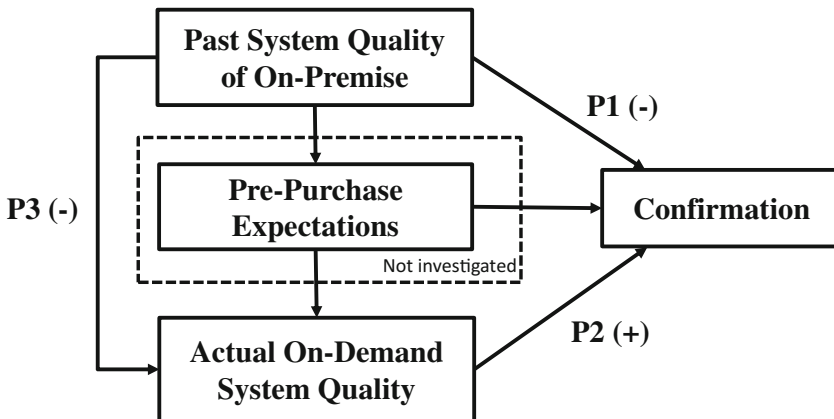 Past System Quality
of On-Premise
P1 (-)
Pre-Purchase
Expectations
Confirmation
P3 (-)
Not investigated
Actual On-Demand
System Quality
P2 (+)